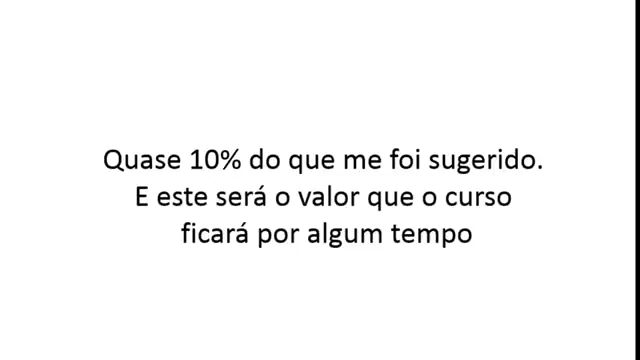 Quase 10% do que me foi sugerido.
E este será o valor que o curso
ficará por algum tempo